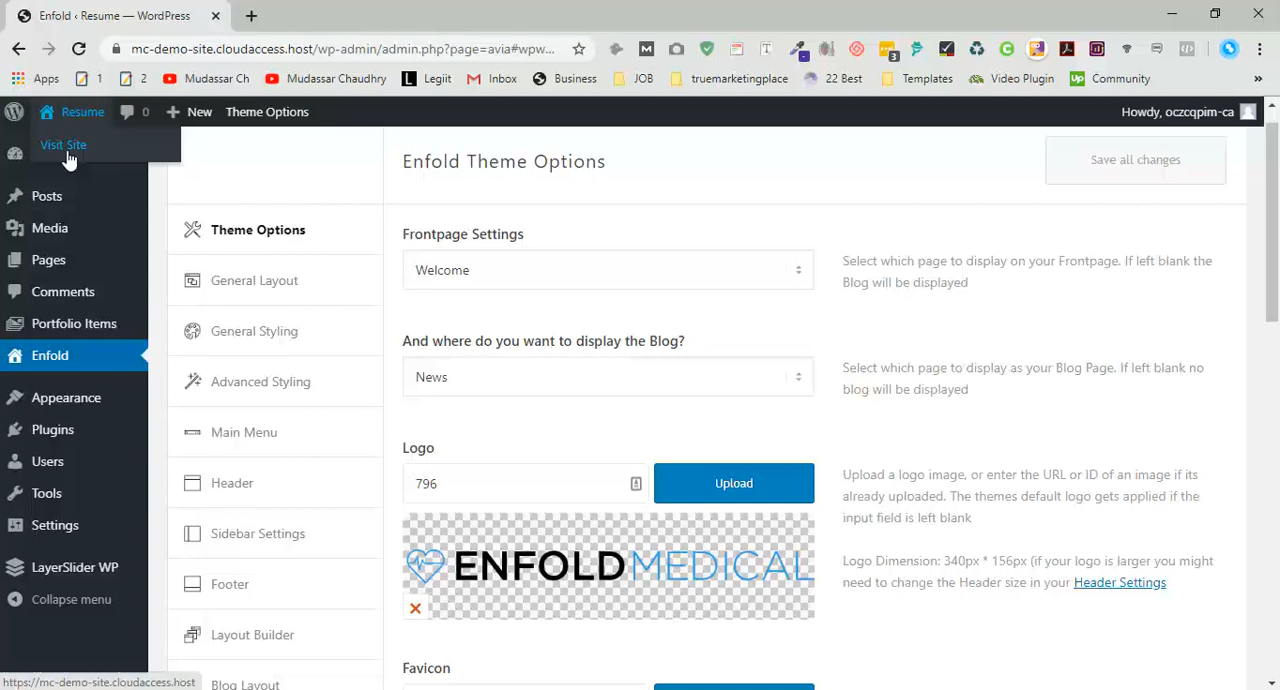 Enfold ‹ Resume — WordPress
mc-demo-site.cloudaccess.host/wp-admin/admin.php?page=avia#wpw...
3
Apps
1
2
Mudassar Ch
Mudassar Chaudhry
Legit
Inbox
Business
JOB
truemarketingplace
22 Best
Templates
Video Plugin
Community
»
Resume
0
New
Theme Options
Howdy, oczcqpim-ca
Visit Site
Posts
Media
Pages
Comments
Portfolio Items
Enfold
Appearance
Plugins
Users
Tools
Settings
LayerSlider WP
Collapse menu
Theme Options
General Layout
General Styling
Advanced Styling
Main Menu
Header
Sidebar Settings
Footer
Layout Builder
Blog Layout
Enfold Theme Options
Save all changes
Frontpage Settings
Welcome
Select which page to display on your Frontpage. If left blank the
Blog will be displayed
And where do you want to display the Blog?
News
Select which page to display as your Blog Page. If left blank no
blog will be displayed
Logo
796
Upload
Upload a logo image, or enter the URL or ID of an image if its
already uploaded. The themes default logo gets applied if the
input field is left blank
Logo Dimension: 340px * 156px (if your logo is larger you might
need to change the Header size in your Header Settings
ENFOLDMEDICAL
Favicon
https://mc-demo-site.cloudaccess.host